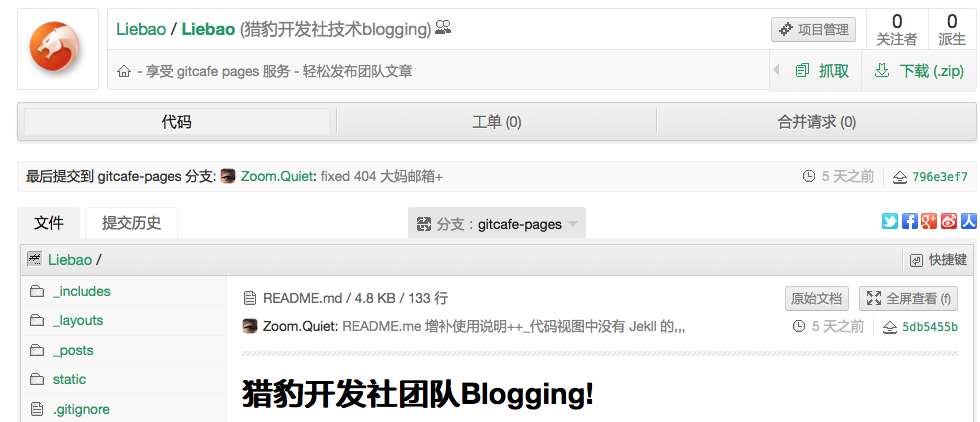 Liebao / Liebao (猎豹开发社技术blogging)
项目管理
0
关注者
0
派生
- 享受 gitcafe pages 服务 - 轻松发布团队文章
抓取
下载 (.zip)
代码
工单 (0)
合并请求 (0)
最后提交到 gitcafe-pages 分支: Zoom.Quiet: fixed 404 大妈邮箱+
5 天之前
796e3ef7
文件
提交历史
分支：gitcafe-pages
Liebao /
快捷键
_includes
_layouts
_posts
static
.gitignore
README.md / 4.8 KB / 133 行
原始文档
全屏查看 (f)
Zoom.Quiet: README.me 增补使用说明++_代码视图中没有 Jekll 的,,,
5 天之前
5db5455b
猎豹开发社团队Blogging!